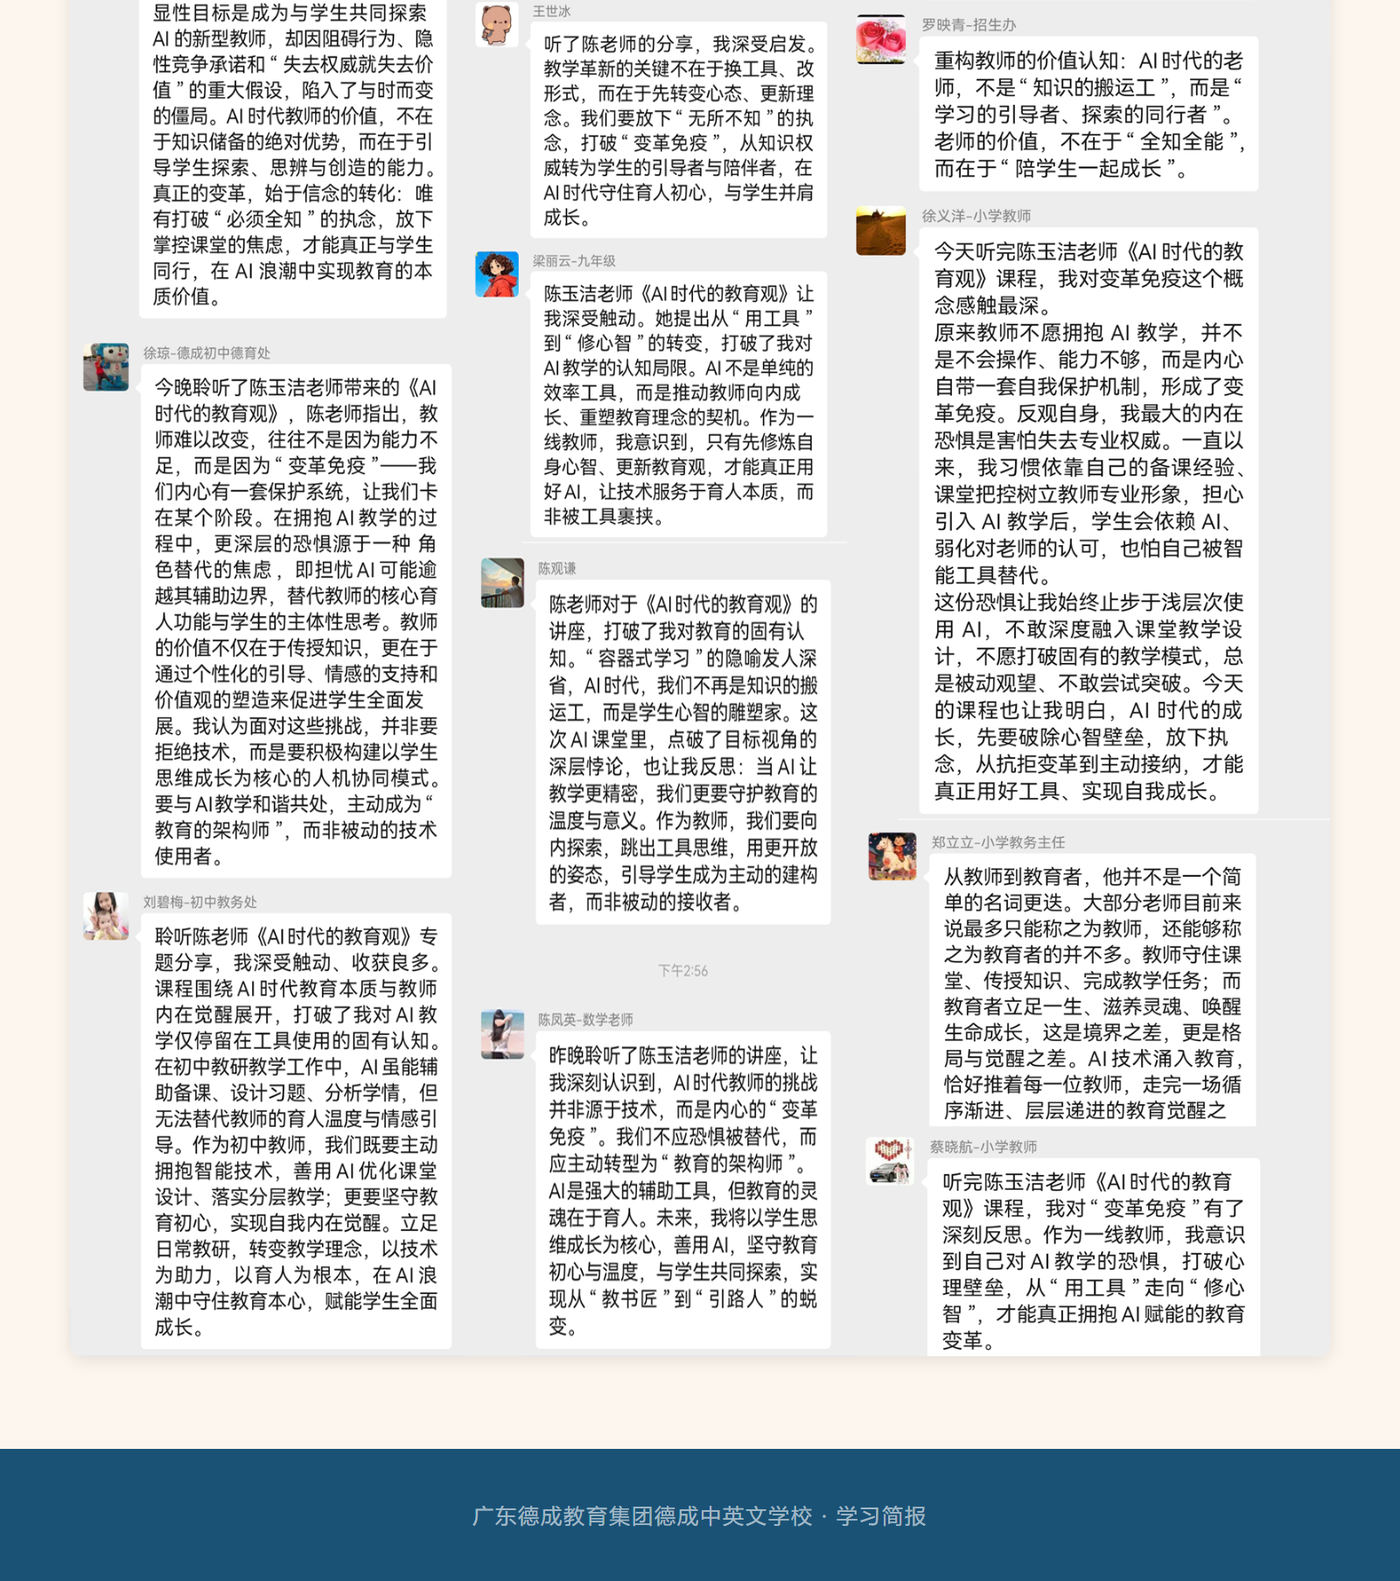 显性目标是成为与学生共同探索
AI 的新型教师，却因阻碍行为、隐
性竞争承诺和“ 失去权威就失去价
值 ”的重大假设，陷入了与时而变
的僵局。AI 时代教师的价值，不在
于知识储备的绝对优势，而在于引
导学生探索、思辨与创造的能力。
真正的变革，始于信念的转化：唯
有打破“ 必须全知 ”的执念，放下
掌控课堂的焦虑，才能真正与学生
同行，在 AI 浪潮中实现教育的本
质价值。
徐琼-德成初中德育处
今晚聆听了陈玉洁老师带来的《AI
时代的教育观》，陈老师指出，教
师难以改变，往往不是因为能力不
足，而是因为“ 变革免疫 ”——我
们内心有一套保护系统，让我们卡
在某个阶段。在拥抱 AI 教学的过
程中，更深层的恐惧源于一种 角
色替代的焦虑，即担忧 AI 可能逾
越其辅助边界，替代教师的核心育
人功能与学生的主体性思考。教师
的价值不仅在于传授知识，更在于
通过个性化的引导、情感的支持和
价值观的塑造来促进学生全面发
展。我认为面对这些挑战，并非要
拒绝技术，而是要积极构建以学生
思维成长为核心的人机协同模式。
要与AI教学和谐共处，主动成为“
教育的架构师 ”，而非被动的技术
使用者。
刘碧梅-初中教务处
聆听陈老师《AI时代的教育观》专
题分享，我深受触动、收获良多。
课程围绕AI时代教育本质与教师
内在觉醒展开，打破了我对AI教
学仅停留在工具使用的固有认知。
在初中教研教学工作中，AI虽能辅
助备课、设计习题、分析学情，但
无法替代教师的育人温度与情感引
导。作为初中教师，我们既要主动
拥抱智能技术，善用AI优化课堂
设计、落实分层教学；更要坚守教
育初心，实现自我内在觉醒。立足
日常教研，转变教学理念，以技术
为助力，以育人为根本，在AI浪
潮中守住教育本心，赋能学生全面
成长。
王世冰
听了陈老师的分享，我深受启发。
教学革新的关键不在于换工具、改
形式，而在于先转变心态、更新理
念。我们要放下“ 无所不知 ”的执
念，打破“ 变革免疫 ”，从知识权
威转为学生的引导者与陪伴者，在
AI时代守住育人初心，与学生并肩
成长。
梁丽云-九年级
陈玉洁老师《AI时代的教育观》让
我深受触动。她提出从“ 用工具 ”
到“ 修心智 ”的转变，打破了我对
AI教学的认知局限。AI不是单纯的
效率工具，而是推动教师向内成
长、重塑教育理念的契机。作为一
线教师，我意识到，只有先修炼自
身心智、更新教育观，才能真正用
好AI，让技术服务于育人本质，而
非被工具裹挟。
陈观谦
陈老师对于《AI时代的教育观》的
讲座，打破了我对教育的固有认
知。“ 容器式学习 ”的隐喻发人深
省，AI时代，我们不再是知识的搬
运工，而是学生心智的雕塑家。这
次AI课堂里，点破了目标视角的
深层悖论，也让我反思：当AI让
教学更精密，我们更要守护教育的
温度与意义。作为教师，我们要向
内探索，跳出工具思维，用更开放
的姿态，引导学生成为主动的建构
者，而非被动的接收者。
下午2:56
陈凤英-数学老师
昨晚聆听了陈玉洁老师的讲座，让
我深刻认识到，AI时代教师的挑战
并非源于技术，而是内心的“ 变革
免疫 ”。我们不应恐惧被替代，而
应主动转型为“ 教育的架构师 ”。
AI是强大的辅助工具，但教育的灵
魂在于育人。未来，我将以学生思
维成长为核心，善用AI，坚守教育
初心与温度，与学生共同探索，实
现从“ 教书匠 ”到“ 引路人 ”的蜕
变。
罗映青-招生办
重构教师的价值认知：AI时代的老
师，不是“ 知识的搬运工 ”，而是“
学习的引导者、探索的同行者 ”。
老师的价值，不在于“ 全知全能 ”，
而在于“ 陪学生一起成长 ”。
徐义洋-小学教师
今天听完陈玉洁老师《AI 时代的教
育观》课程，我对变革免疫这个概
念感触最深。
原来教师不愿拥抱 AI 教学，并不
是不会操作、能力不够，而是内心
自带一套自我保护机制，形成了变
革免疫。反观自身，我最大的内在
恐惧是害怕失去专业权威。一直以
来，我习惯依靠自己的备课经验、
课堂把控树立教师专业形象，担心
引入 AI 教学后，学生会依赖 AI、
弱化对老师的认可，也怕自己被智
能工具替代。
这份恐惧让我始终止步于浅层次使
用 AI，不敢深度融入课堂教学设
计，不愿打破固有的教学模式，总
是被动观望、不敢尝试突破。今天
的课程也让我明白，AI 时代的成
长，先要破除心智壁垒，放下执
念，从抗拒变革到主动接纳，才能
真正用好工具、实现自我成长。
郑立立-小学教务主任
从教师到教育者，他并不是一个简
单的名词更迭。大部分老师目前来
说最多只能称之为教师，还能够称
之为教育者的并不多。教师守住课
堂、传授知识、完成教学任务；而
教育者立足一生、滋养灵魂、唤醒
生命成长，这是境界之差，更是格
局与觉醒之差。AI 技术涌入教育，
恰好推着每一位教师，走完一场循
序渐进、层层递进的教育觉醒之
蔡晓航-小学教师
听完陈玉洁老师《AI时代的教育
观》课程，我对“ 变革免疫 ”有了
深刻反思。作为一线教师，我意识
到自己对AI教学的恐惧，打破心
理壁垒，从“ 用工具 ”走向“ 修心
智 ”，才能真正拥抱AI赋能的教育
变革。
广东德成教育集团德成中英文学校 · 学习简报